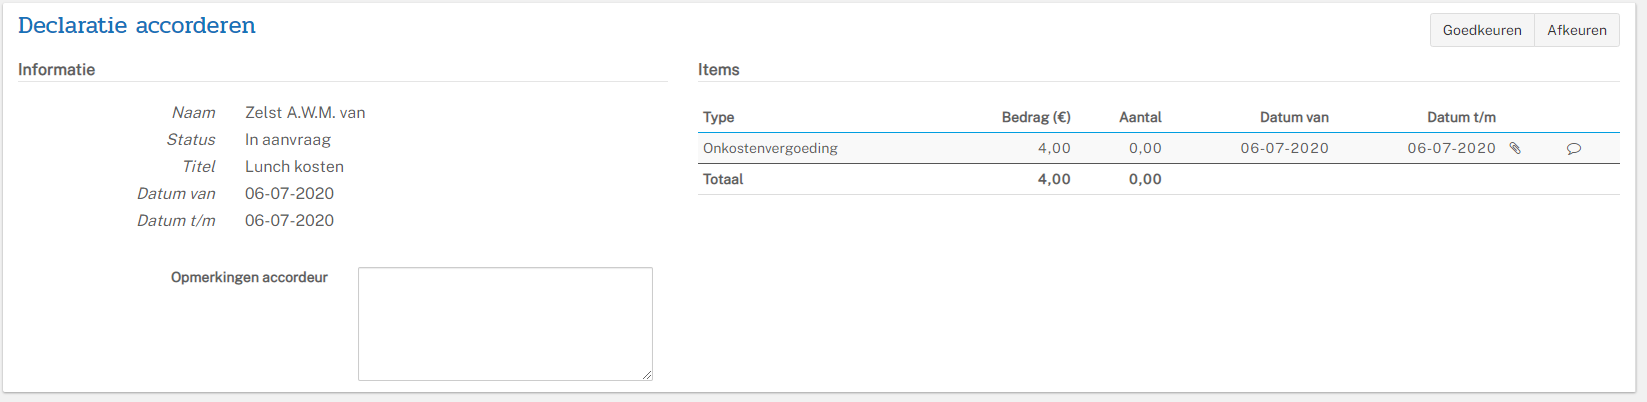 Declaratie accorderen
Goedkeuren Afkeuren
Informatie
Naam Zelst A.W.M. van
Status In aanvraag
Titel Lunch kosten
Datum van 06-07-2020
Datum t/m 06-07-2020
Opmerkingen accordeur
Items
Type Bedrag (€) Aantal Datum van Datum t/m
Onkostenvergoeding 4,00 0,00 06-07-2020 06-07-2020
Totaal 4,00 0,00